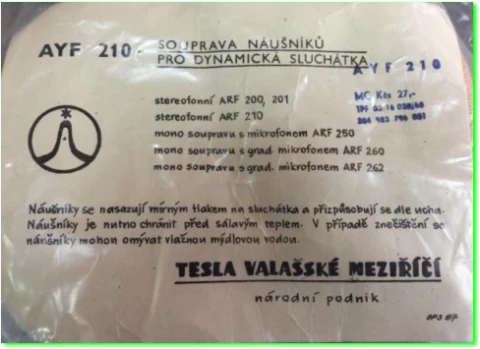 AYF 210 - SOUPRAVA NÁUŠNÍKŮ
PRO DYNAMICKÁ SLUCHÁTKA
AYF 210
stereofonní ARF 200, 201
MC Kčs 27,-
stereofonní ARF 210
mono souprava s mikrofonem ARF 250
mono souprava s grad. mikrofonem ARF 260
mono souprava s grad. mikrofonem ARF 262
Náušníky se nasazují mírným tlakem na sluchátka a přizpůsobují se dle ucha.
Náušníky je nutno chránit před sálavým teplem. V případě znečištění se
náušníky mohou omývat vlažnou mýdlovou vodou.
TESLA VALAŠSKÉ MEZIŘÍČÍ
národní podnik